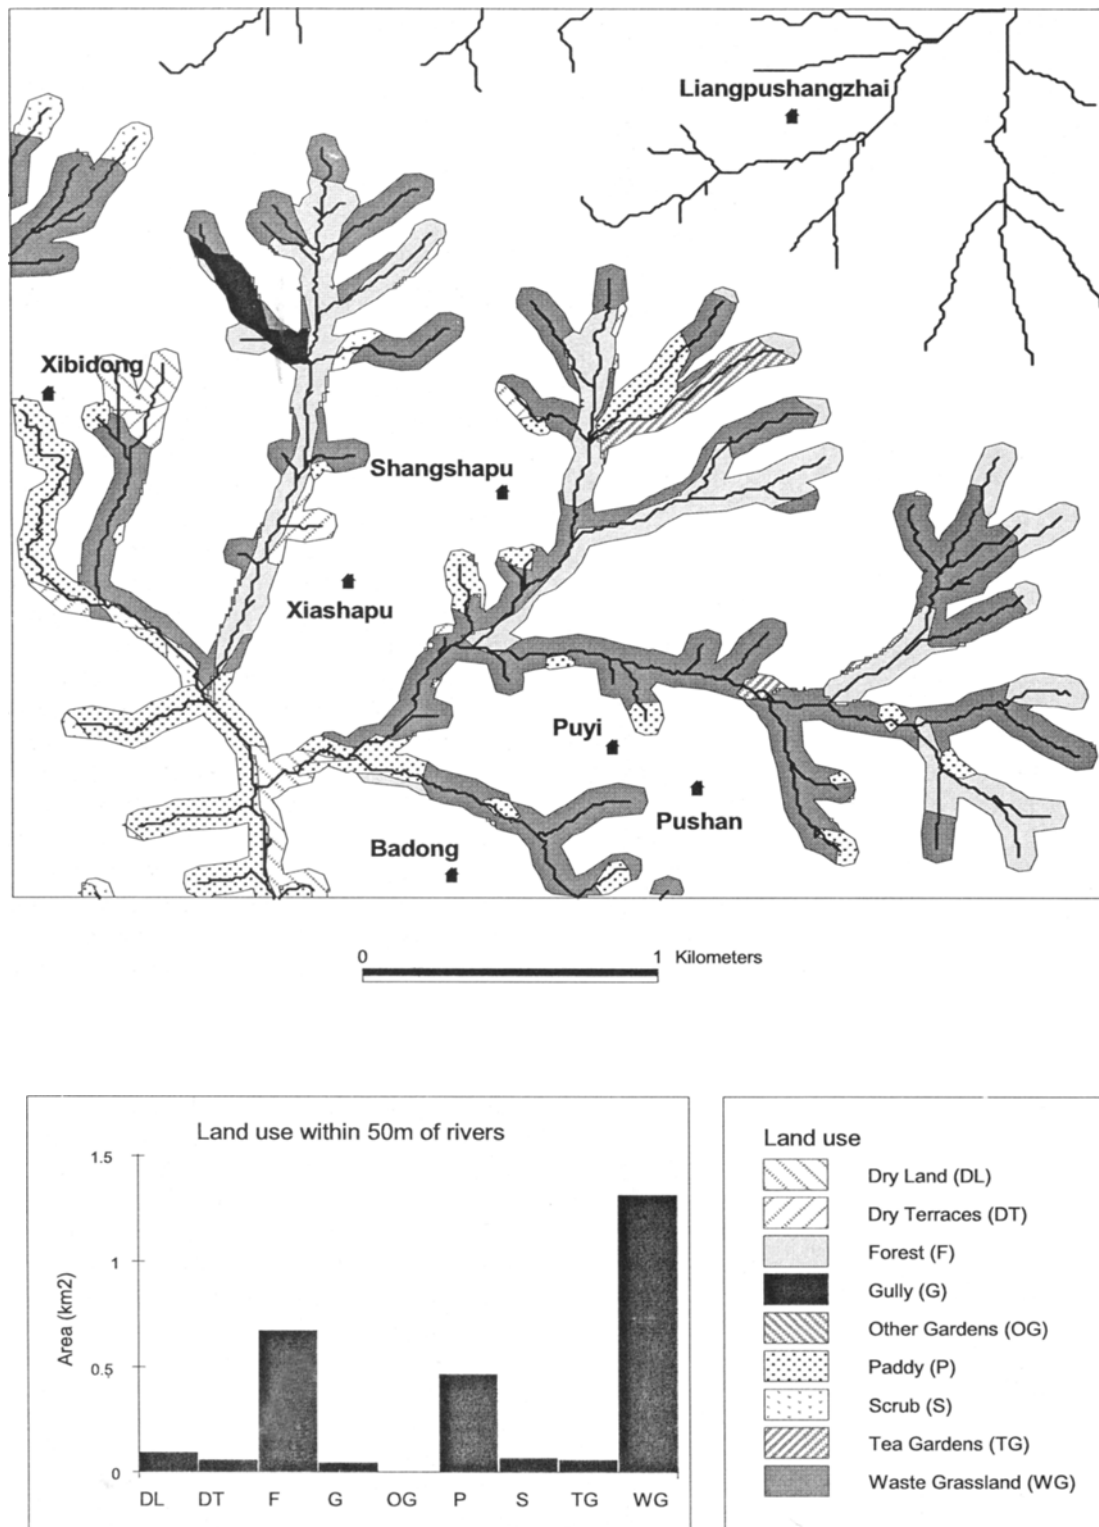 Liangpushangzhai
Xibidong
Shangshapu
Xiashapu
Puyi
Pushan
Badong
0 1 Kilometers
Land use within 50m of rivers
1.5
1
0.5
0
Area (km2)
DL DT F G OG P S TG WG
Land use
Dry Land (DL)
Dry Terraces (DT)
Forest (F)
Gully (G)
Other Gardens (OG)
Paddy (P)
Scrub (S)
Tea Gardens (TG)
Waste Grassland (WG)